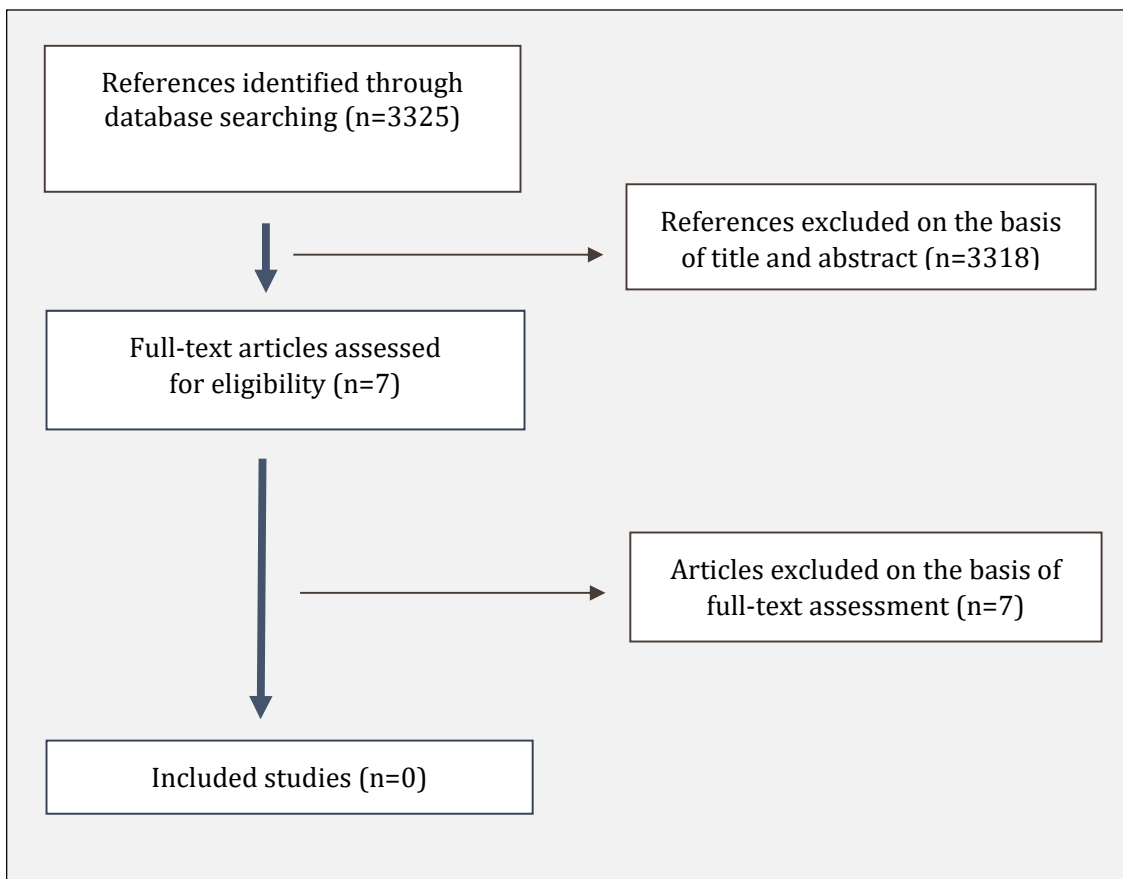 References identified through
database searching (n=3325)
References excluded on the basis
of title and abstract (n=3318)
Full-text articles assessed
for eligibility (n=7)
Articles excluded on the basis of
full-text assessment (n=7)
Included studies (n=0)